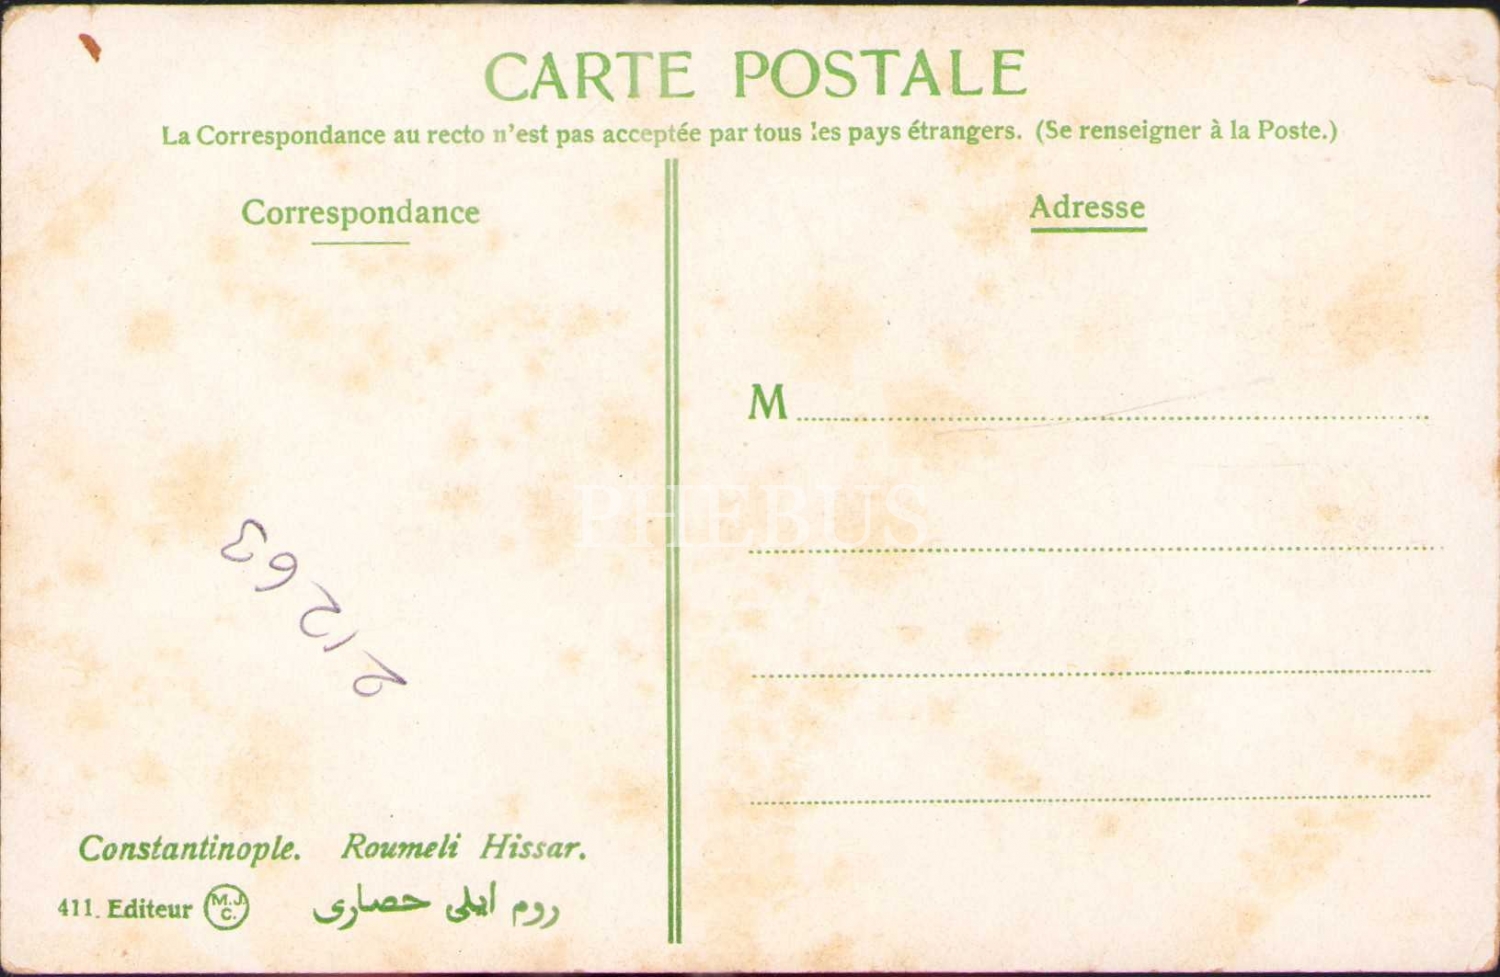 CARTE POSTALE
La Correspondance au recto n'est pas acceptée par tous les pays étrangers. (Se renseigner à la Poste.)
Correspondance
Adresse
M
PHEBUS
21263
Constantinople. Roumeli Hissar.
411. Editeur M.J.C.
روم ایلی حصاری